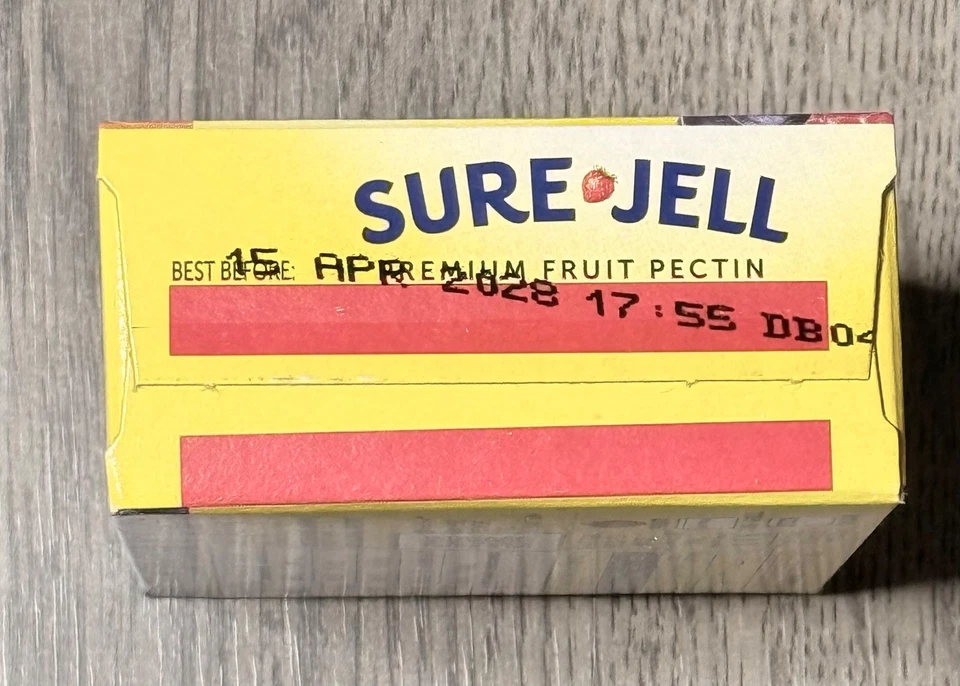 SURE JELL
BEST BEFORE: PREMIUM FRUIT PECTIN
15 APR 2028 17:55 DB04